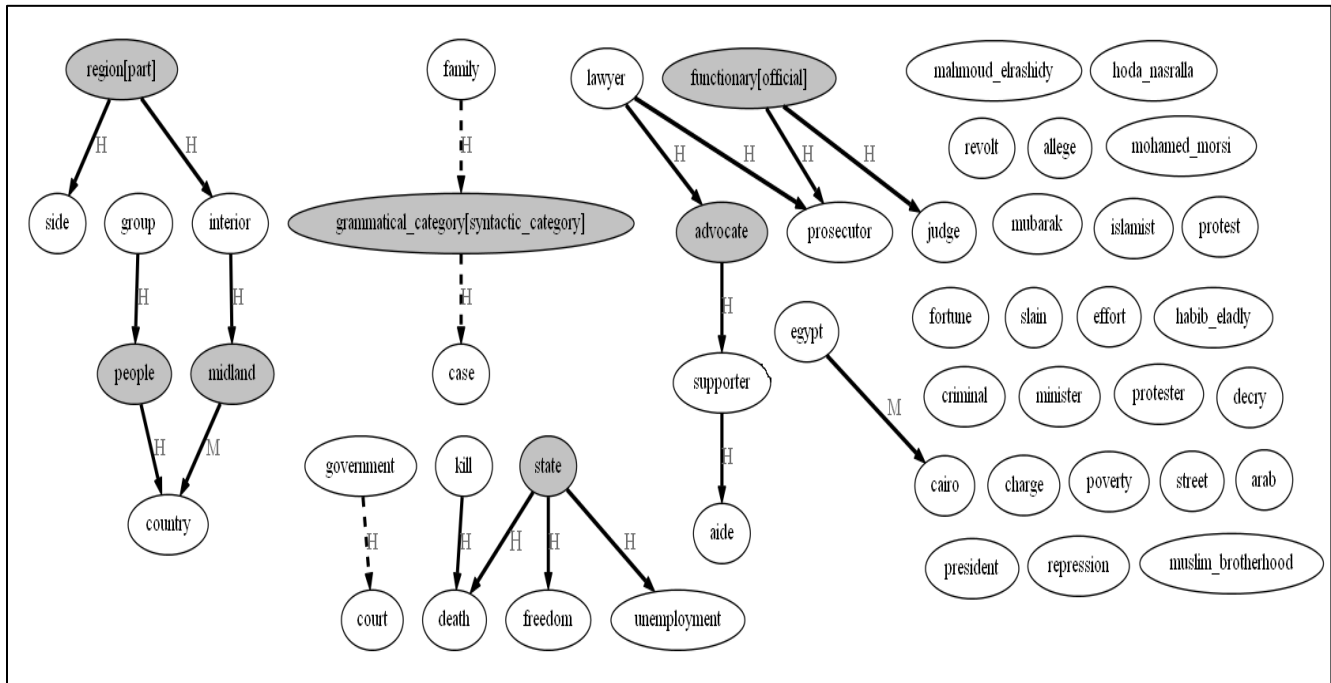 region[part]
family
lawyer
functionary[official]
mahmoud_elrashidy
hoda_nasralla
H
H
H
H
H
H
H
revolt
allege
mohamed_morsi
side
group
interior
grammatical_category[syntactic_category]
advocate
prosecutor
judge
mubarak
islamist
protest
H
H
H
H
fortune
slain
effort
habib_eladly
egypt
people
midland
case
supporter
criminal
minister
protester
decry
H
M
M
H
government
kill
state
cairo
charge
poverty
street
arab
country
H
H
H
H
H
aide
president
repression
muslim_brotherhood
court
death
freedom
unemployment